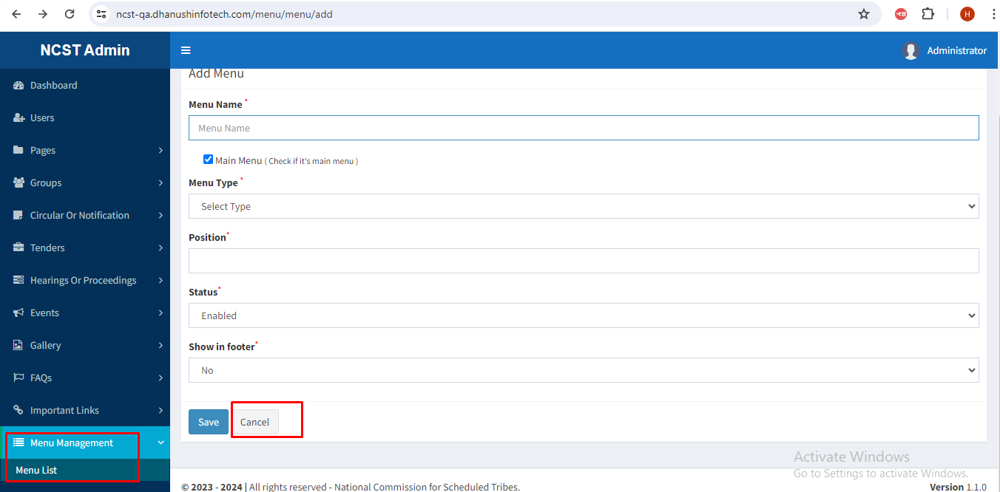 ncst-qa.dhanushinfotech.com/menu/menu/add
H
NCST Admin
Administrator
Dashboard
Users
Pages
Groups
Circular Or Notification
Tenders
Hearings Or Proceedings
Events
Gallery
FAQs
Important Links
Menu Management
Menu List
Add Menu
Menu Name *
Menu Name
Main Menu ( Check if it's main menu )
Menu Type *
Select Type
Position*
Status*
Enabled
Show in footer*
No
Save
Cancel
Activate Windows
Go to Settings to activate Windows.
© 2023 - 2024 | All rights reserved - National Commission for Scheduled Tribes.
Version 1.1.0